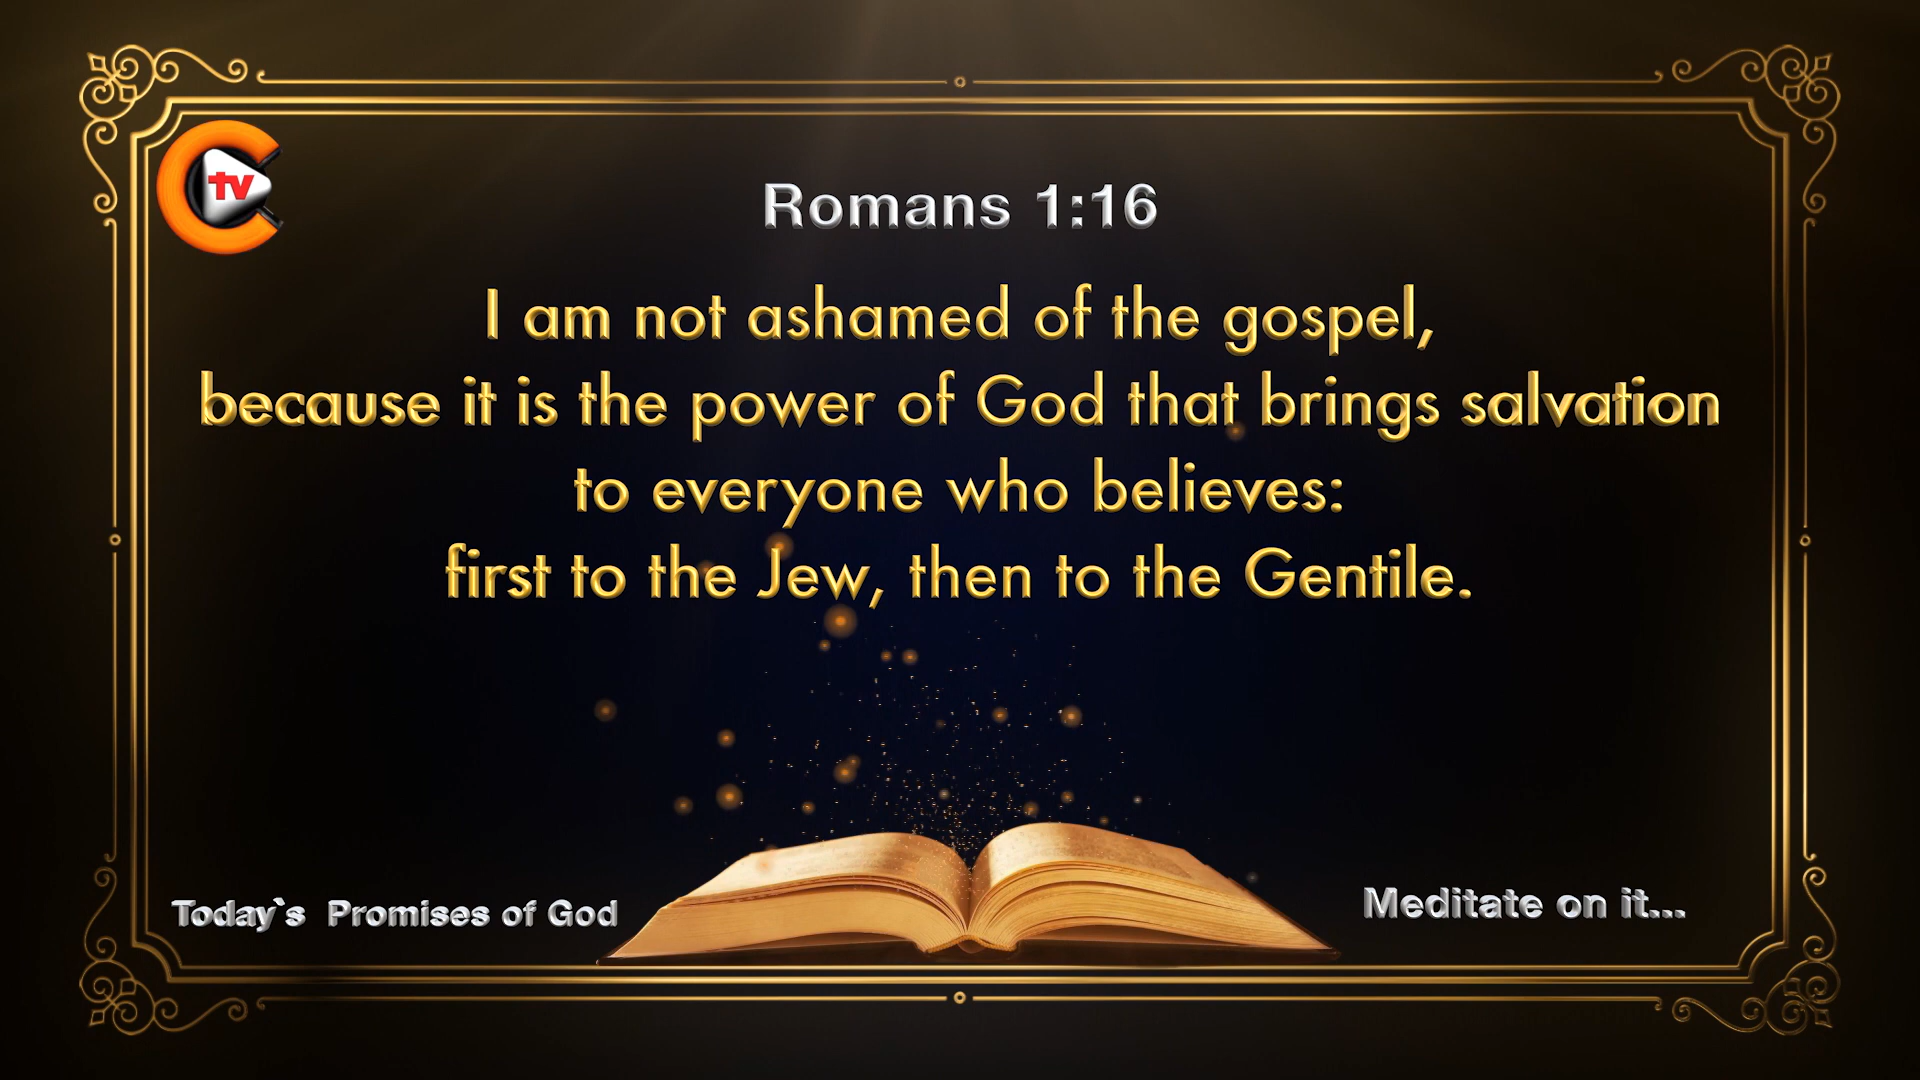 tv
Romans 1:16
I am not ashamed of the gospel,
because it is the power of God that brings salvation
to everyone who believes:
first to the Jew, then to the Gentile.
Today`s Promises of God
Meditate on it...